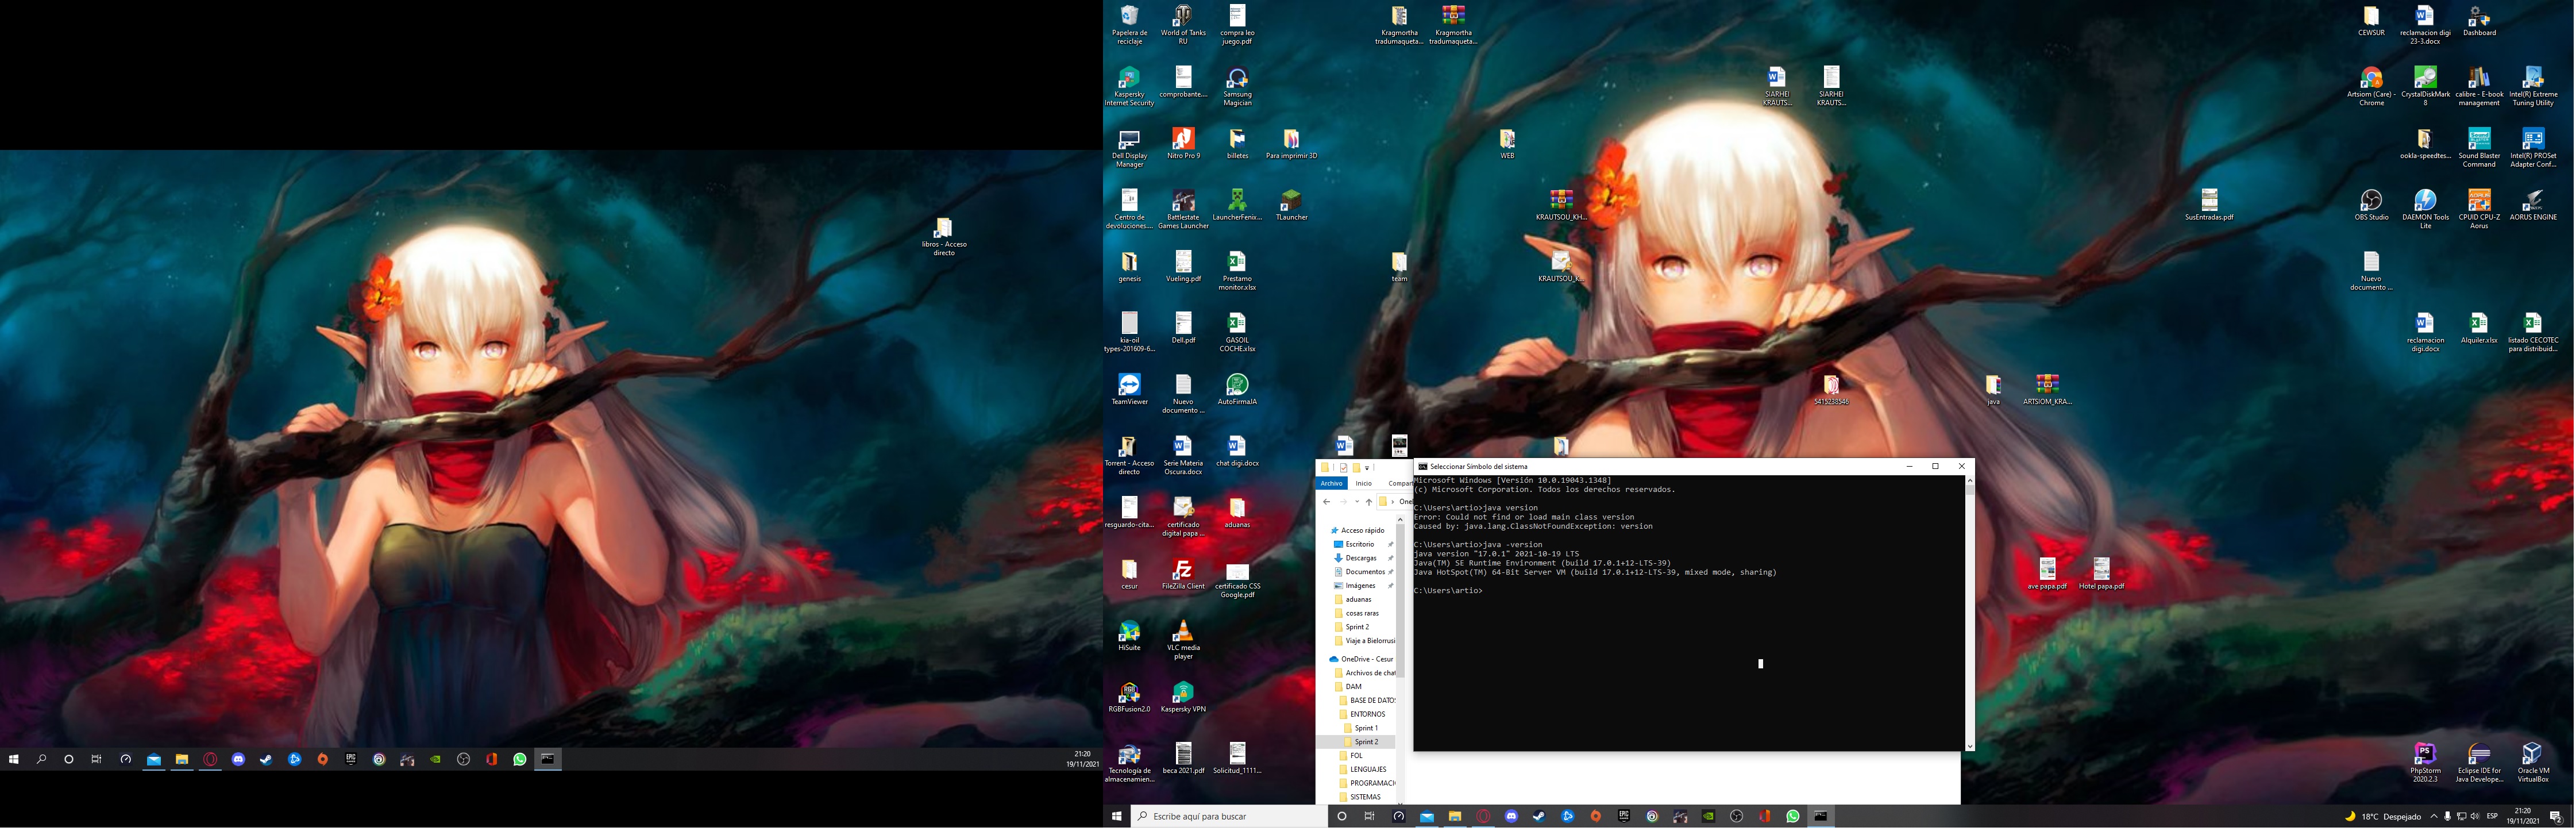 libros - Acceso
directo
21:20
19/11/2021
Papelera de
reciclaje
World of Tanks
RU
compra leo
juego.pdf
Kragmortha
tradumaqueta...
Kragmortha
tradumaqueta...
CEWSUR
reclamacion digi
23-3.docx
Dashboard
Kaspersky
Internet Security
comprobante....
Samsung
Magician
SIARHEI
KRAUTS...
SIARHEI
KRAUTS...
Artsiom (Care) -
Chrome
CrystalDiskMark
8
calibre - E-book
management
Intel(R) Extreme
Tuning Utility
Dell Display
Manager
Nitro Pro 9
billetes
Para imprimir 3D
WEB
ookla-speedtes...
Sound Blaster
Command
Intel(R) PROSet
Adapter Conf...
Centro de
devoluciones....
Battlestate
Games Launcher
LauncherFenix...
TLauncher
KRAUTSOU_KH...
SusEntradas.pdf
OBS Studio
DAEMON Tools
Lite
CPUID CPU-Z
Aorus
AORUS ENGINE
genesis
Vueling.pdf
Prestamo
monitor.xlsx
team
KRAUTSOU_K...
Nuevo
documento ...
kia-oil
types-201609-6...
Dell.pdf
GASOIL
COCHE.xlsx
reclamacion
digi.docx
Alquiler.xlsx
listado CECOTEC
para distribuid...
TeamViewer
Nuevo
documento ...
AutoFirmaJA
5415238546
java
ARTSIOM_KRA...
Torrent - Acceso
directo
Serie Materia
Oscura.docx
chat digi.docx
resguardo-cita...
certificado
digital papa ...
aduanas
cesur
FileZilla Client
certificado CSS
Google.pdf
ave papa.pdf
Hotel papa.pdf
HiSuite
VLC media
player
RGBFusion2.0
Kaspersky VPN
Tecnología de
almacenamien...
beca 2021.pdf
Solicitud_1111...
PhpStorm
2020.2.3
Eclipse IDE for
Java Develope...
Oracle VM
VirtualBox
Archivo
Inicio
Compart
OneD
Acceso rápido
Escritorio
Descargas
Documentos
Imágenes
aduanas
cosas raras
Sprint 2
Viaje a Bielorrusi
OneDrive - Cesur
Archivos de chat
DAM
BASE DE DATOS
ENTORNOS
Sprint 1
Sprint 2
FOL
LENGUAJES
PROGRAMACI
SISTEMAS
Seleccionar Símbolo del sistema
Microsoft Windows [Versión 10.0.19043.1348]
(c) Microsoft Corporation. Todos los derechos reservados.
C:\Users\artio>java version
Error: Could not find or load main class version
Caused by: java.lang.ClassNotFoundException: version
C:\Users\artio>java -version
java version "17.0.1" 2021-10-19 LTS
Java(TM) SE Runtime Environment (build 17.0.1+12-LTS-39)
Java HotSpot(TM) 64-Bit Server VM (build 17.0.1+12-LTS-39, mixed mode, sharing)
C:\Users\artio>
Escribe aquí para buscar
18°C Despejado
ESP
21:20
19/11/2021